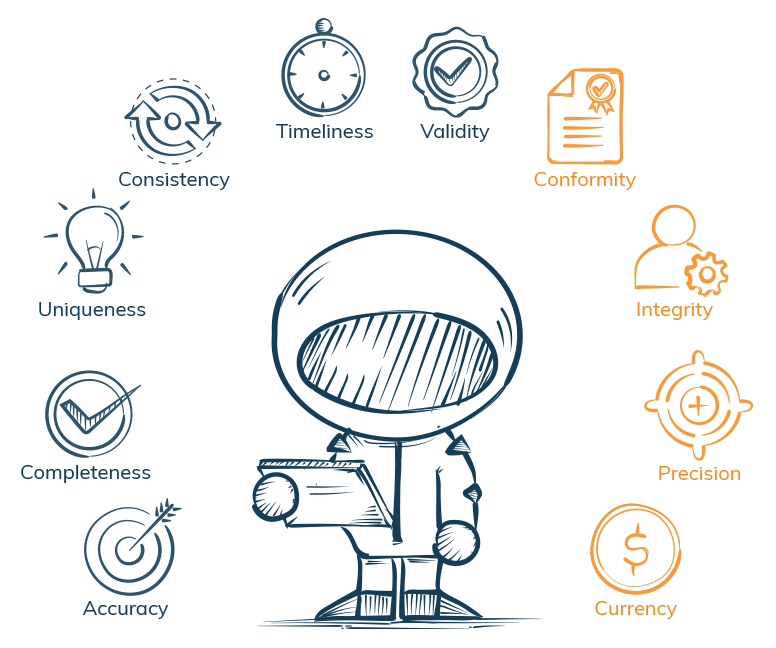 Timeliness
Validity
Consistency
Conformity
Uniqueness
Integrity
Completeness
Precision
Accuracy
Currency